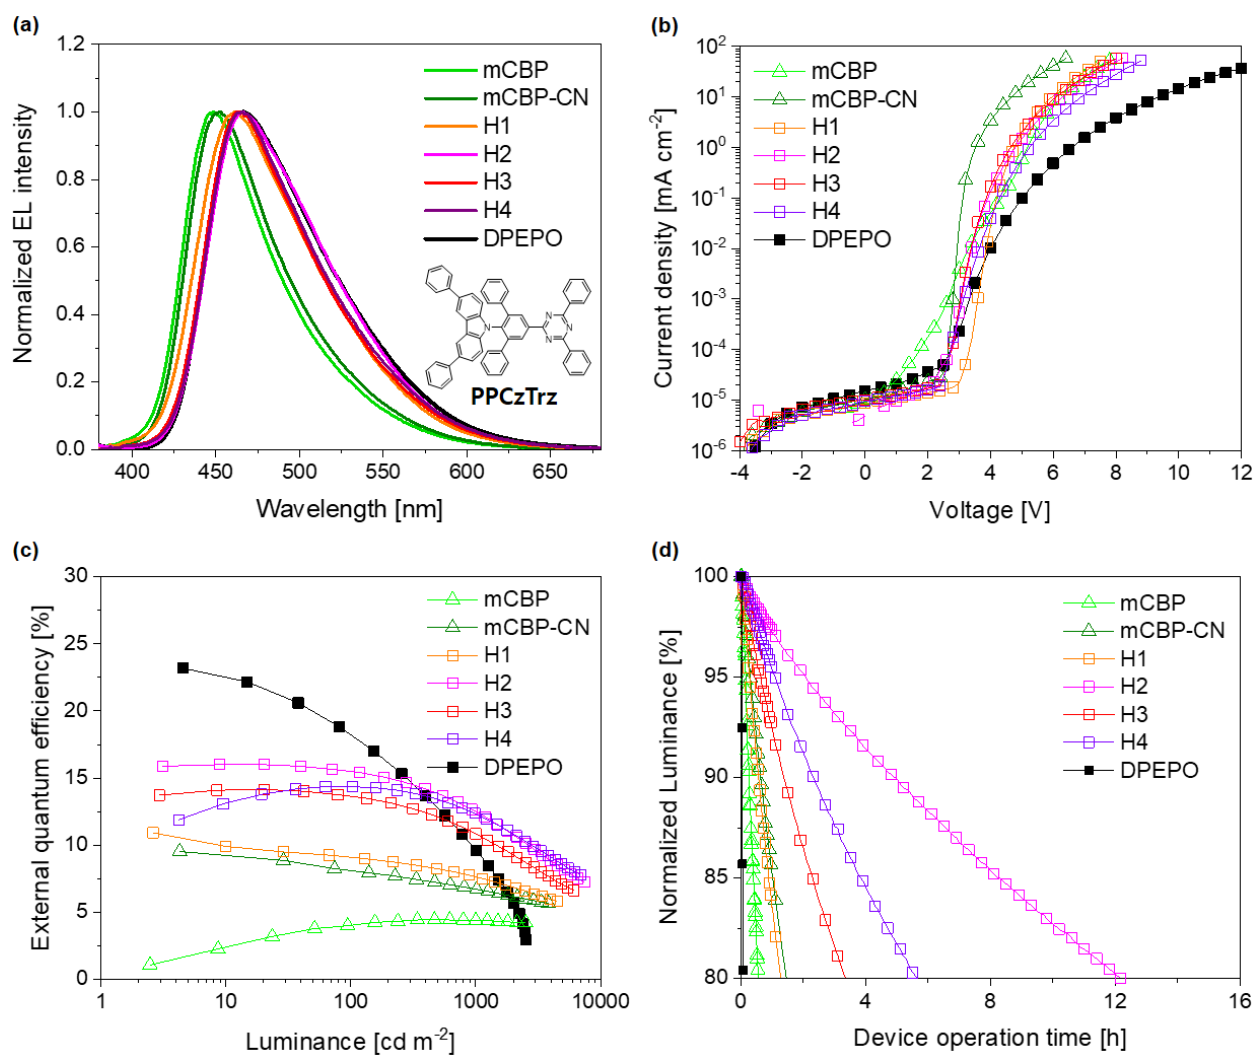 (a)
1.2
1.0
0.8
0.6
0.4
0.2
0.0
Normalized EL intensity
mCBP
mCBP-CN
H1
H2
H3
H4
DPEPO
N
N
N
N
PPCzTrz
400 450 500 550 600 650
Wavelength [nm]
(b)
10²
10¹
10⁰
10⁻¹
10⁻²
10⁻³
10⁻⁴
10⁻⁵
10⁻⁶
Current density [mA cm⁻²]
mCBP
mCBP-CN
H1
H2
H3
H4
DPEPO
-4 -2 0 2 4 6 8 10 12
Voltage [V]
(c)
30
25
20
15
10
5
0
External quantum efficiency [%]
mCBP
mCBP-CN
H1
H2
H3
H4
DPEPO
1 10 100 1000 10000
Luminance [cd m⁻²]
(d)
100
95
90
85
80
Normalized Luminance [%]
mCBP
mCBP-CN
H1
H2
H3
H4
DPEPO
0 4 8 12 16
Device operation time [h]